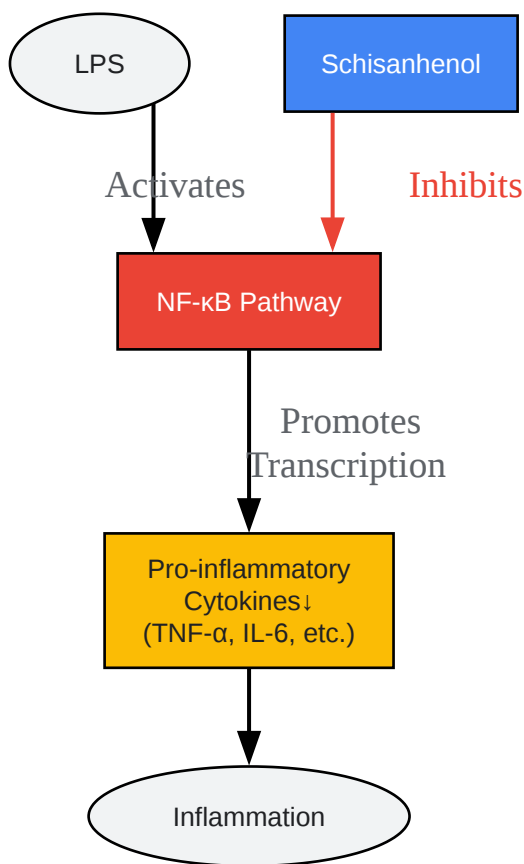 LPS
Schisanhenol
Activates
Inhibits
NF-κB Pathway
Promotes
Transcription
Pro-inflammatory
Cytokines↓
(TNF-α, IL-6, etc.)
Inflammation